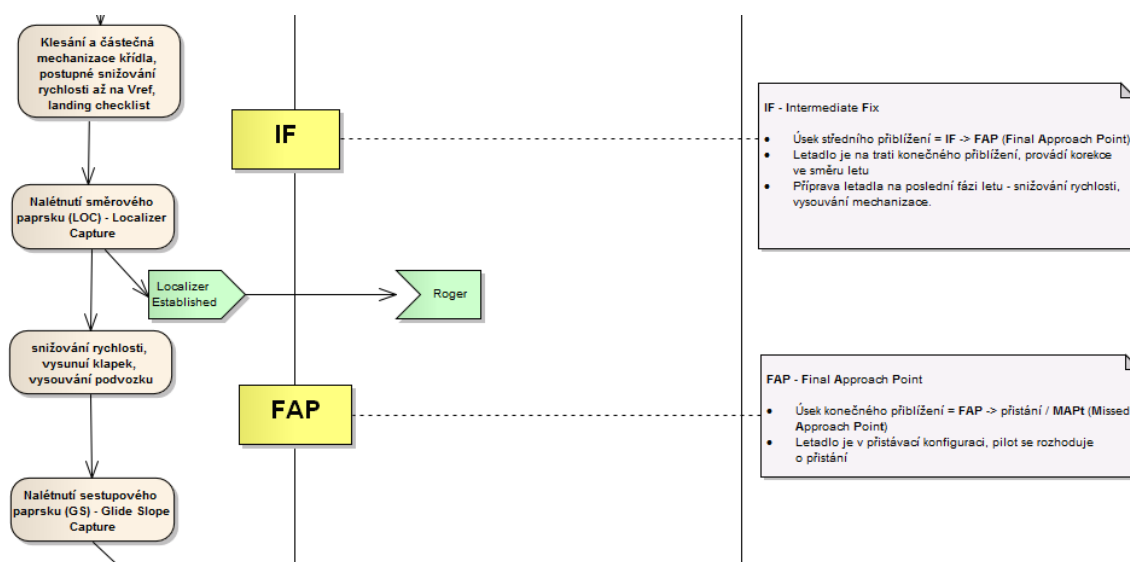 Klesání a částečná
mechanizace křídla,
postupné snižování
rychlosti až na Vref,
landing checklist
IF
IF - Intermediate Fix
Úsek středního přiblížení = IF -> FAP (Final Approach Point)
Letadlo je na trati konečného přiblížení, provádí korekce
ve směru letu
Příprava letadla na poslední fázi letu - snižování rychlosti,
vysouvání mechanizace.
Nalétnutí směrového
paprsku (LOC) - Localizer
Capture
Localizer
Established
Roger
snižování rychlosti,
vysunuí klapek,
vysouvání podvozku
FAP
FAP - Final Approach Point
Úsek konečného přiblížení = FAP -> přistání / MAPt (Missed
Approach Point)
Letadlo je v přistávací konfiguraci, pilot se rozhoduje
o přistání
Nalétnutí sestupového
paprsku (GS) - Glide Slope
Capture